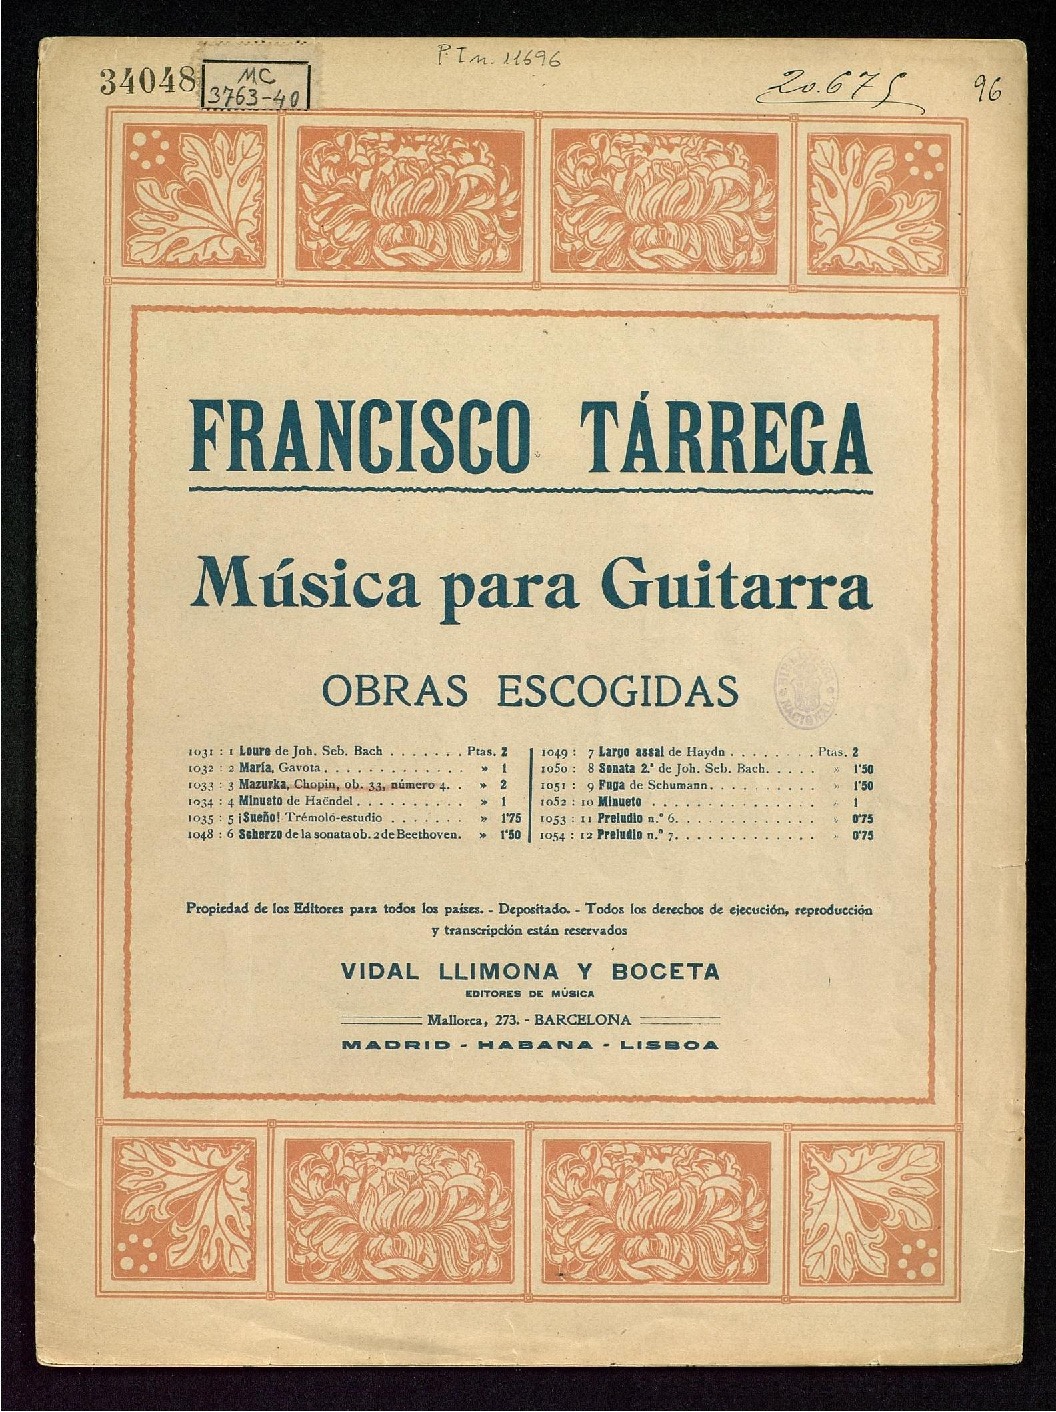 P. I n. 11696
34048
MC
3763-40
20.675
96
FRANCISCO TÁRREGA
Música para Guitarra
OBRAS ESCOGIDAS
1031 : 1 Loure de Joh. Seb. Bach . . . . . . . Ptas. 2
1032 : 2 María, Gavota . . . . . . . . . . . . . » 1
1033 : 3 Mazurka, Chopin, ob. 33, número 4 . . » 2
1034 : 4 Minueto de Haëndel . . . . . . . . . . » 1
1035 : 5 ¡Sueño! Trémolo-estudio . . . . . . . » 1'75
1048 : 6 Scherzo de la sonata ob. 2 de Beethoven. » 1'50
1049 : 7 Largo assai de Haydn . . . . . . . . Ptas. 2
1050 : 8 Sonata 2.ª de Joh. Seb. Bach . . . . . » 1'50
1051 : 9 Fuga de Schumann . . . . . . . . . . . » 1'50
1052 : 10 Minueto . . . . . . . . . . . . . . . » 1
1053 : 11 Preludio n.º 6 . . . . . . . . . . . . » 0'75
1054 : 12 Preludio n.º 7 . . . . . . . . . . . . » 0'75
Propiedad de los Editores para todos los países. - Depositado. - Todos los derechos de ejecución, reproducción
y transcripción están reservados
VIDAL LLIMONA Y BOCETA
EDITORES DE MÚSICA
Mallorca, 273. - BARCELONA
MADRID - HABANA - LISBOA